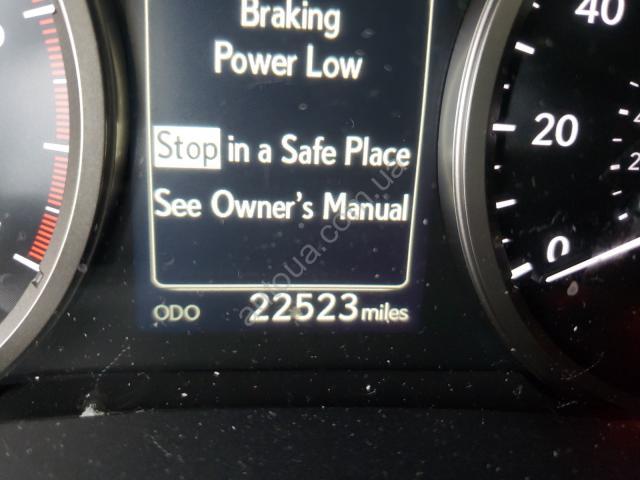 Braking
Power Low
40
Stop in a Safe Place
20
See Owner's Manual
0
ODO 22523 miles